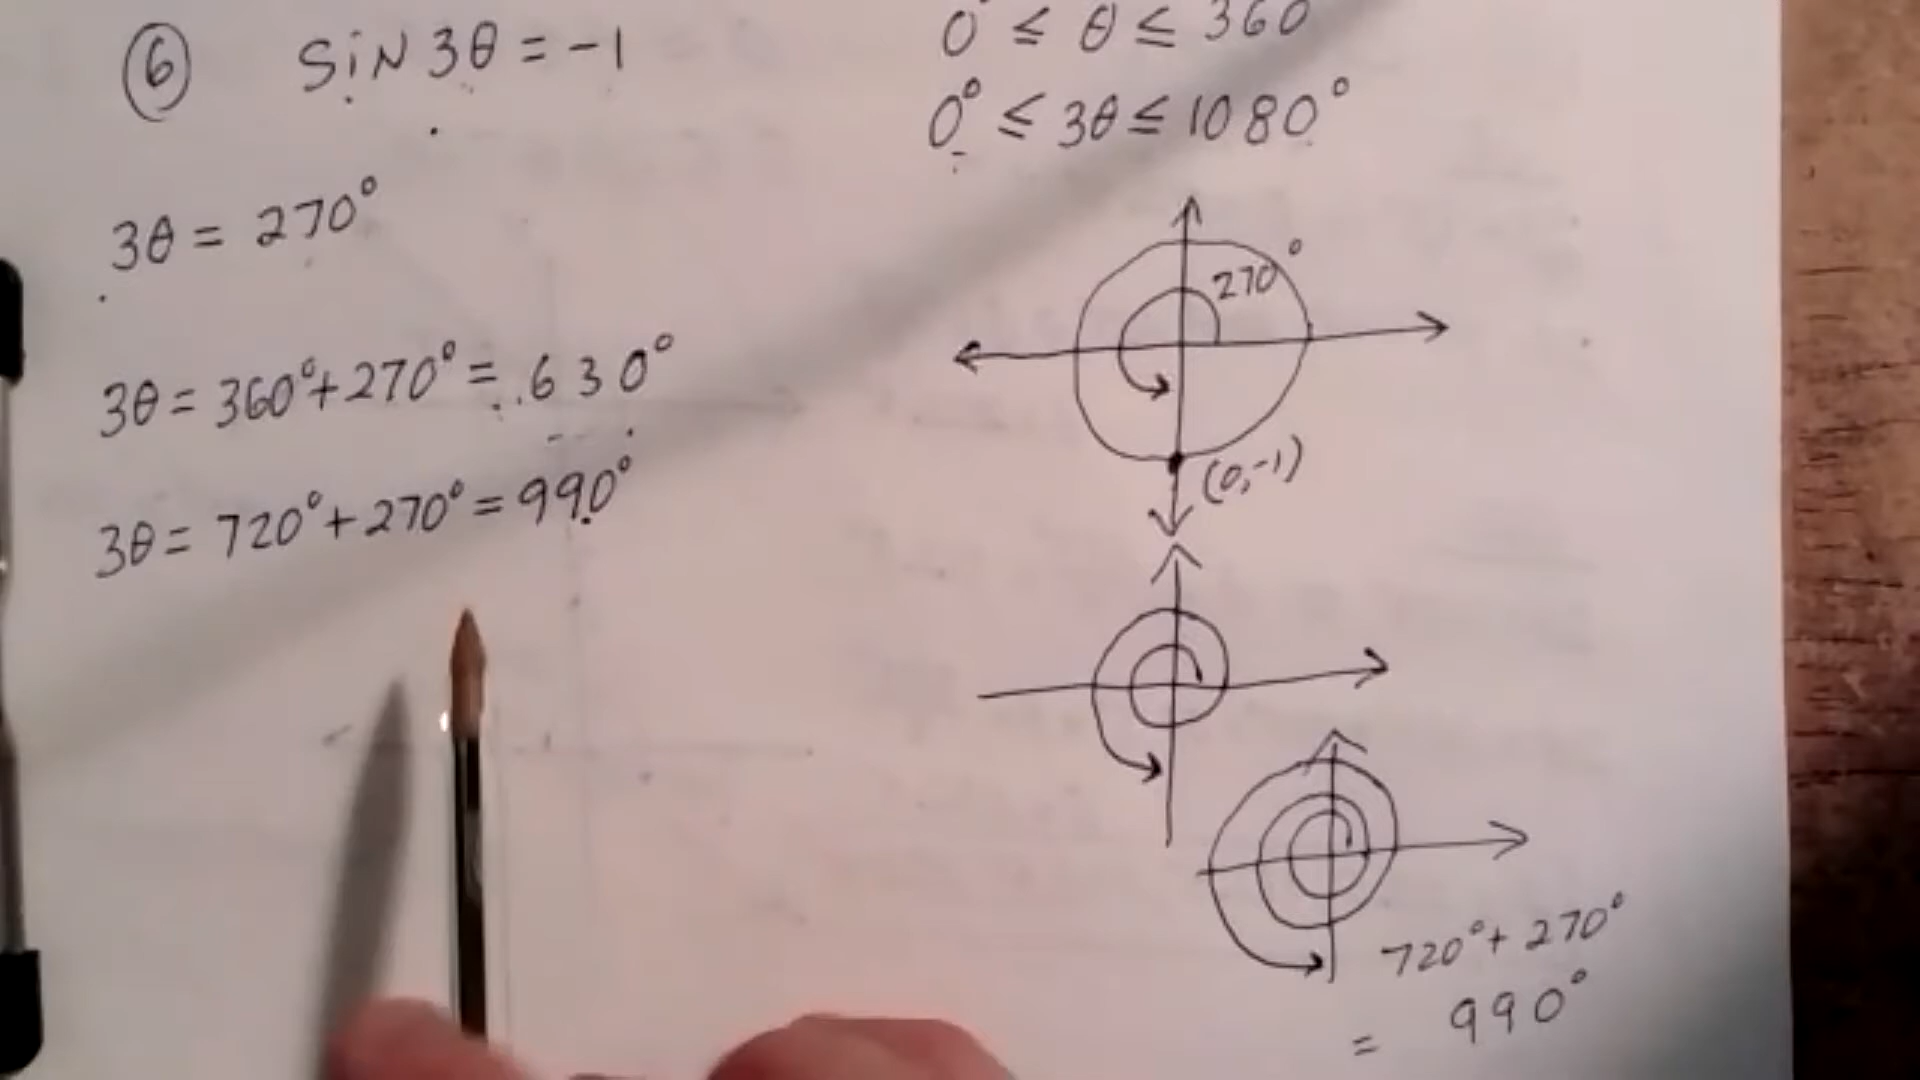 ⑥ SiN 3θ = -1
0° ≤ θ ≤ 360
0° ≤ 3θ ≤ 1080°
3θ = 270°
3θ = 360° + 270° = 630°
3θ = 720° + 270° = 990°
270°
(0,-1)
720° + 270°
= 990°